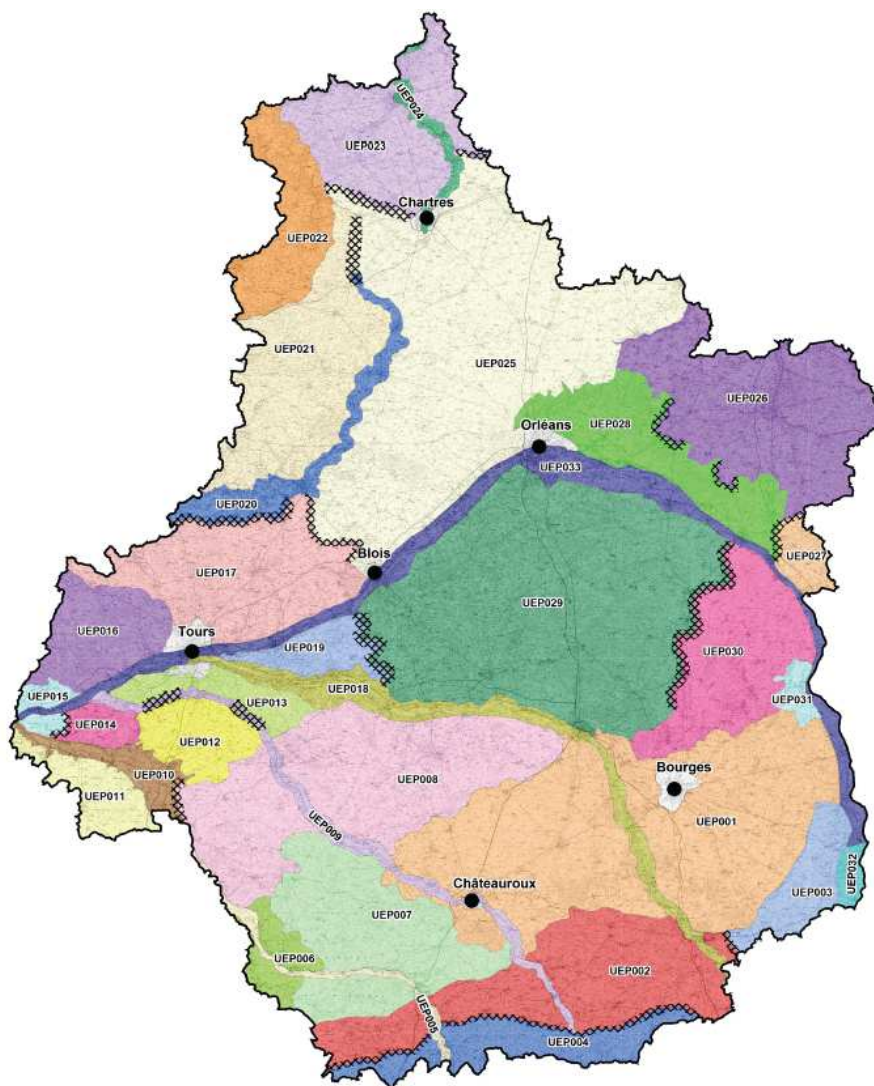 UEP024
UEP023
Chartres
UEP022
UEP021
UEP025
UEP026
UEP028
Orléans
UEP033
UEP020
Blois
UEP027
UEP017
UEP029
UEP016
Tours
UEP019
UEP030
UEP018
UEP015
UEP013
UEP031
UEP014
UEP012
UEP010
Bourges
UEP008
UEP011
UEP001
UEP009
UEP032
Châteauroux
UEP003
UEP007
UEP006
UEP002
UEP005
UEP004